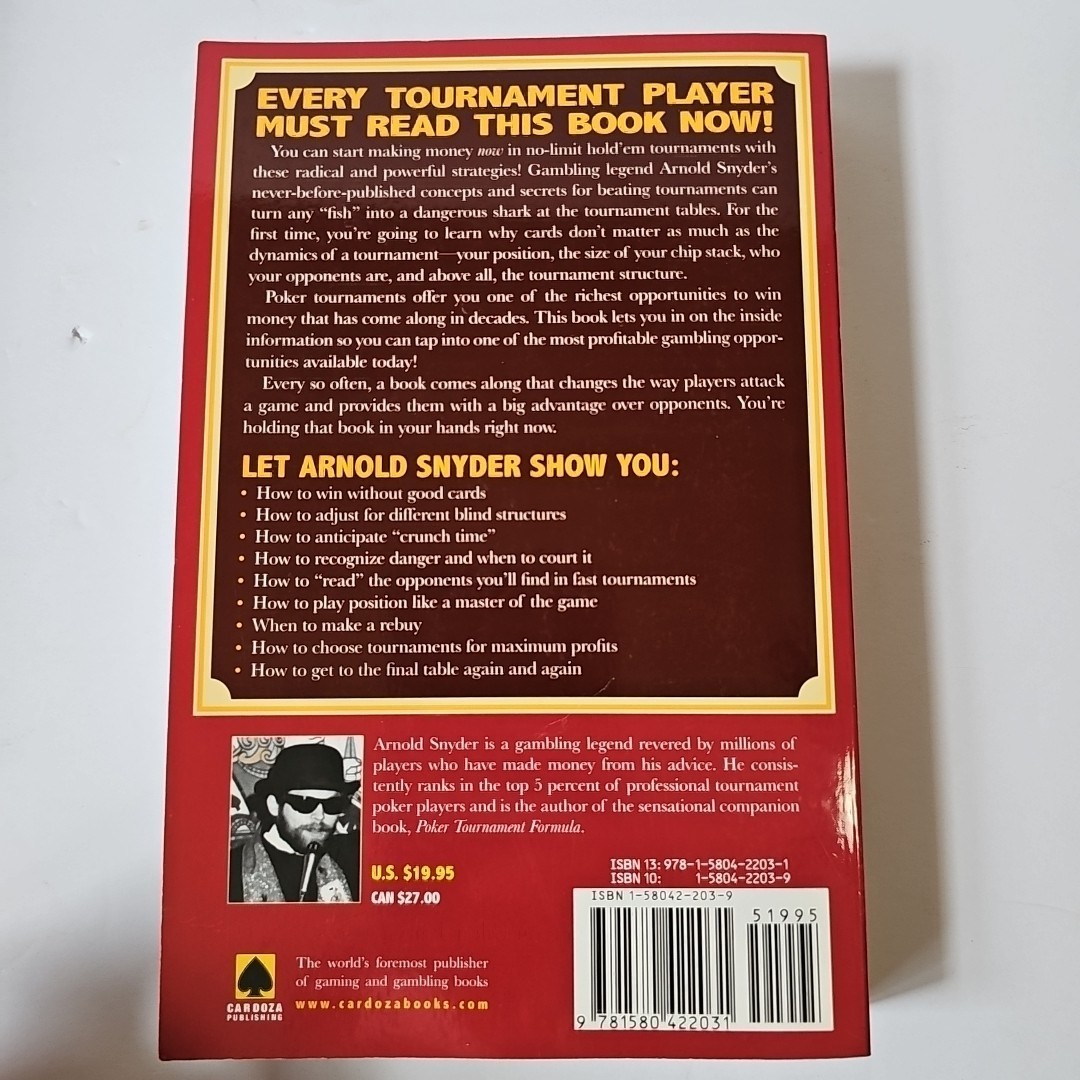 EVERY TOURNAMENT PLAYER
MUST READ THIS BOOK NOW!
You can start making money now in no-limit hold'em tournaments with
these radical and powerful strategies! Gambling legend Arnold Snyder's
never-before-published concepts and secrets for beating tournaments can
turn any “fish” into a dangerous shark at the tournament tables. For the
first time, you're going to learn why cards don't matter as much as the
dynamics of a tournament—your position, the size of your chip stack, who
your opponents are, and above all, the tournament structure.
Poker tournaments offer you one of the richest opportunities to win
money that has come along in decades. This book lets you in on the inside
information so you can tap into one of the most profitable gambling oppor-
tunities available today!
Every so often, a book comes along that changes the way players attack
a game and provides them with a big advantage over opponents. You're
holding that book in your hands right now.
LET ARNOLD SNYDER SHOW YOU:
• How to win without good cards
• How to adjust for different blind structures
• How to anticipate “crunch time”
• How to recognize danger and when to court it
• How to “read” the opponents you'll find in fast tournaments
• How to play position like a master of the game
• When to make a rebuy
• How to choose tournaments for maximum profits
• How to get to the final table again and again
Arnold Snyder is a gambling legend revered by millions of
players who have made money from his advice. He consis-
tently ranks in the top 5 percent of professional tournament
poker players and is the author of the sensational companion
book, Poker Tournament Formula.
U.S. $19.95
CAN $27.00
ISBN 13: 978-1-5804-2203-1
ISBN 10: 1-5804-2203-9
ISBN 1-58042-203-9
51995
9 781580 422031
The world's foremost publisher
of gaming and gambling books
www.cardozabooks.com
CARDOZA
PUBLISHING